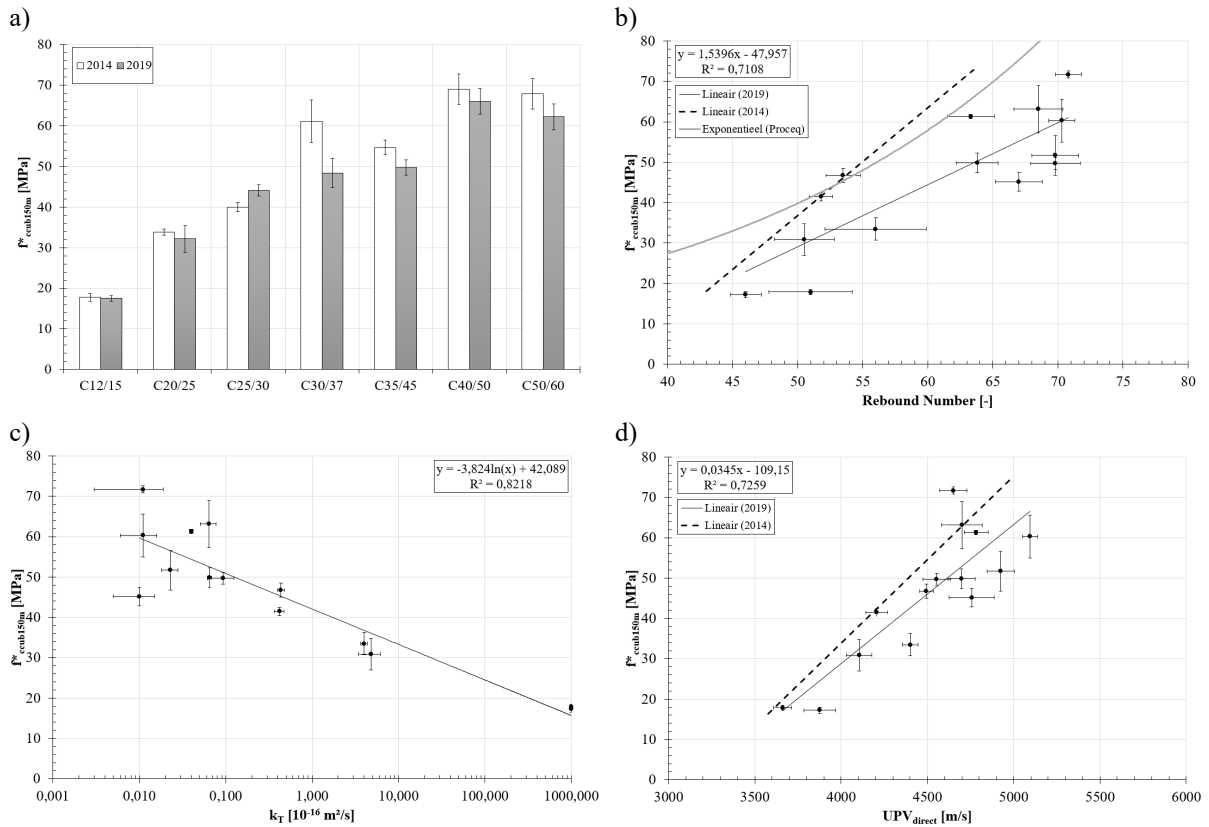 a)
f*ccub150m [MPa]
80
70
60
50
40
30
20
10
0
2014
2019
C12/15
C20/25
C25/30
C30/37
C35/45
C40/50
C50/60
b)
f*ccub150m [MPa]
80
70
60
50
40
30
20
10
0
y = 1,5396x - 47,957
R² = 0,7108
Lineair (2019)
Lineair (2014)
Exponentieel (Proceq)
40
45
50
55
60
65
70
75
80
Rebound Number [-]
c)
f*ccub150m [MPa]
80
70
60
50
40
30
20
10
0
y = -3,824ln(x) + 42,089
R² = 0,8218
0,001
0,010
0,100
1,000
10,000
100,000
1000,000
kT [10-16 m²/s]
d)
f*ccub150m [MPa]
80
70
60
50
40
30
20
10
0
y = 0,0345x - 109,15
R² = 0,7259
Lineair (2019)
Lineair (2014)
3000
3500
4000
4500
5000
5500
6000
UPVdirect [m/s]